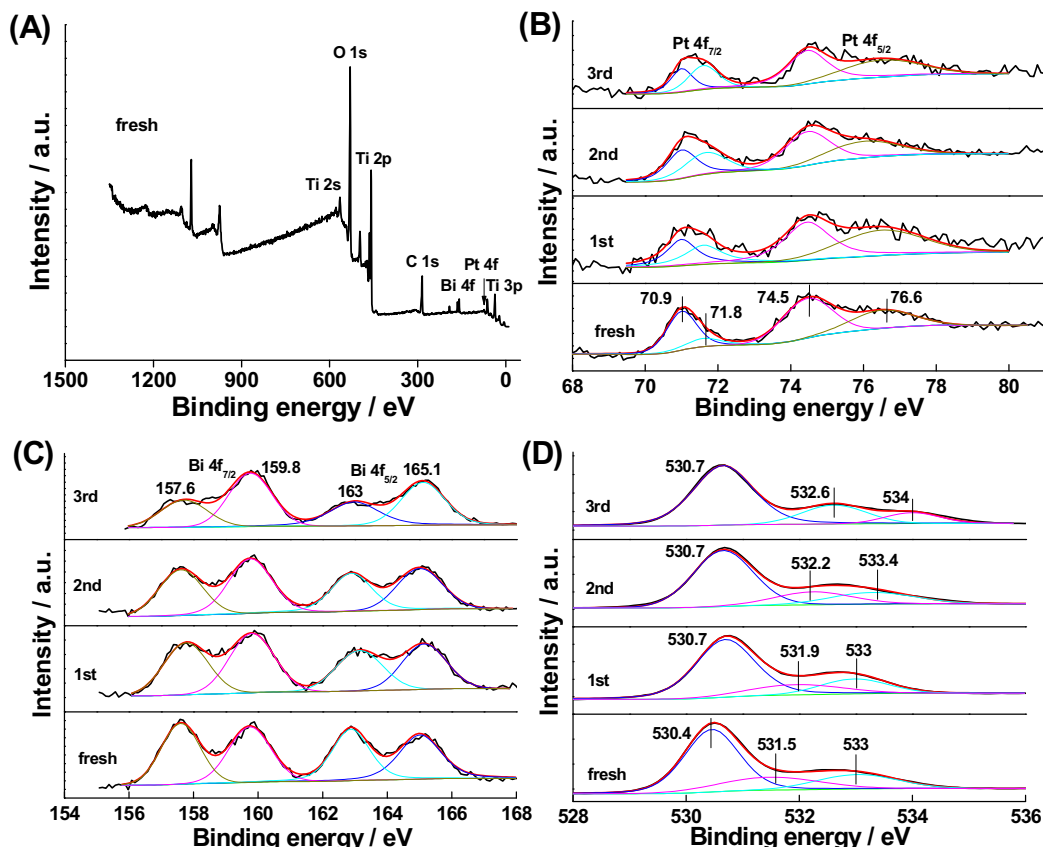 (A)
fresh
O 1s
Ti 2p
Ti 2s
C 1s
Pt 4f
Bi 4f
Ti 3p
Intensity / a.u.
1500 1200 900 600 300 0
Binding energy / eV
(B)
Pt 4f7/2
Pt 4f5/2
3rd
2nd
1st
fresh
70.9
71.8
74.5
76.6
Intensity / a.u.
68 70 72 74 76 78 80
Binding energy / eV
(C)
Bi 4f7/2
Bi 4f5/2
157.6
159.8
163
165.1
3rd
2nd
1st
fresh
Intensity / a.u.
154 156 158 160 162 164 166 168
Binding energy / eV
(D)
530.7
532.6
534
3rd
530.7
532.2
533.4
2nd
530.7
531.9
533
1st
530.4
531.5
533
fresh
Intensity / a.u.
528 530 532 534 536
Binding energy / eV